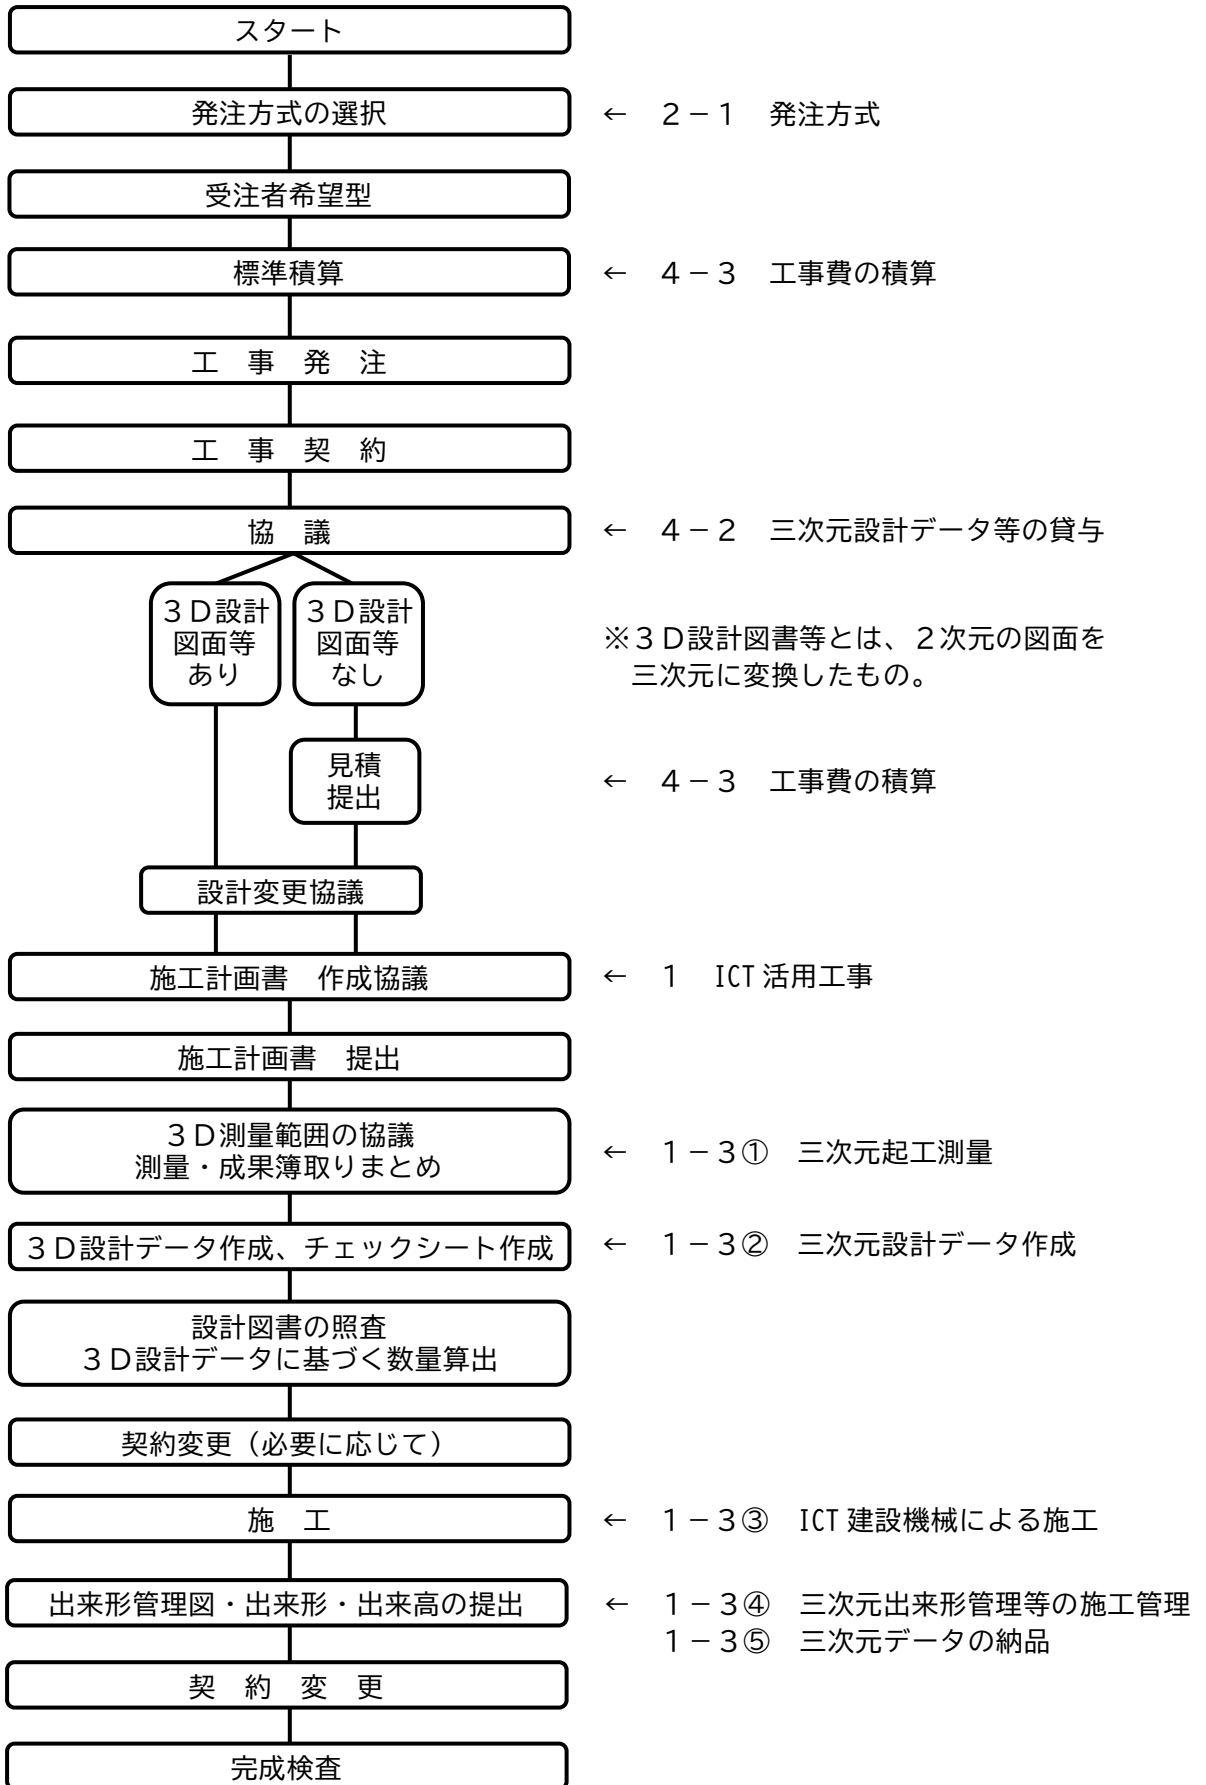 スタート
発注方式の選択
← ２－１ 発注方式
受注者希望型
標準積算
← ４－３ 工事費の積算
工 事 発 注
工 事 契 約
協 議
← ４－２ 三次元設計データ等の貸与
３Ｄ設計
図面等
あり
３Ｄ設計
図面等
なし
※３Ｄ設計図書等とは、２次元の図面を
三次元に変換したもの。
見積
提出
← ４－３ 工事費の積算
設計変更協議
施工計画書 作成協議
← １ ICT 活用工事
施工計画書 提出
３Ｄ測量範囲の協議
測量・成果簿取りまとめ
← １－３① 三次元起工測量
３Ｄ設計データ作成、チェックシート作成
← １－３② 三次元設計データ作成
設計図書の照査
３Ｄ設計データに基づく数量算出
契約変更（必要に応じて）
施 工
← １－３③ ICT 建設機械による施工
出来形管理図・出来形・出来高の提出
← １－３④ 三次元出来形管理等の施工管理
１－３⑤ 三次元データの納品
契 約 変 更
完成検査